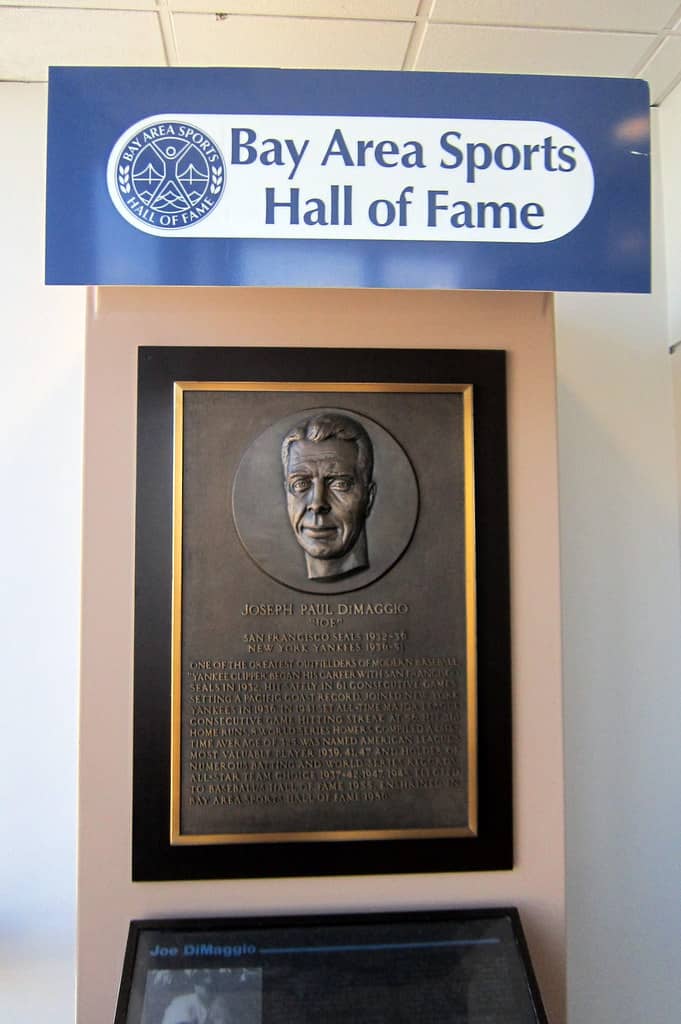 BAY AREA SPORTS
HALL OF FAME
Bay Area Sports
Hall of Fame
JOSEPH PAUL DIMAGGIO
"JOE"
SAN FRANCISCO SEALS 1932-36
NEW YORK YANKEES 1936-51
ONE OF THE GREATEST OUTFIELDERS OF MODERN BASEBALL
"YANKEE CLIPPER" BEGAN HIS CAREER WITH SAN FRANCISCO
SEALS IN 1932. HIT SAFELY IN 61 CONSECUTIVE GAMES
SETTING A PACIFIC COAST RECORD. JOINED NEW YORK
YANKEES IN 1936. IN 1941 SET ALL-TIME MAJOR LEAGUE
CONSECUTIVE GAME HITTING STREAK AT 56. HIT
HOME RUNS, 8 WORLD SERIES HOMERS. COMPILED A LIFE
TIME AVERAGE OF WAS NAMED AMERICAN LEAGUE
MOST VALUABLE PLAYER 1939, 41, 47 AND HOLDER OF
NUMEROUS BATTING AND WORLD SERIES RECORDS.
ALL-STAR TEAM CHOICE 1937-42 1947 1948. ELECTED
TO BASEBALL'S HALL OF FAME 1955. ENSHRINED IN
BAY AREA SPORTS HALL OF FAME 1980.
Joe DiMaggio